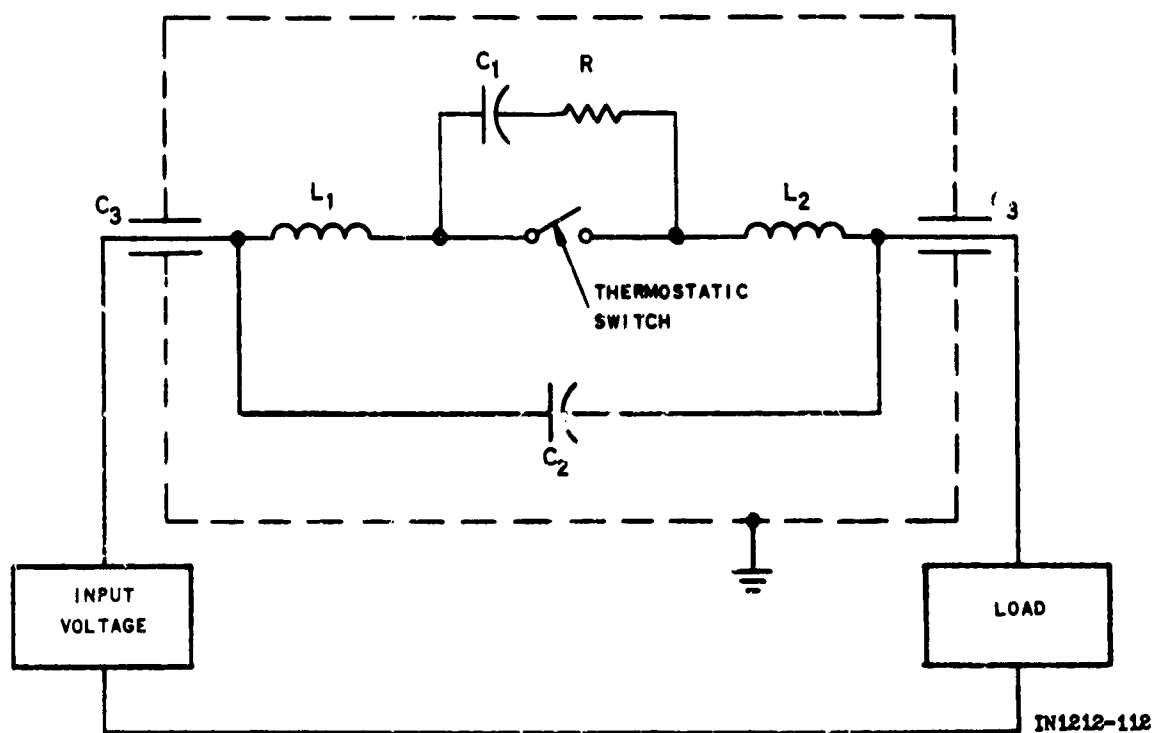 C1
R
C3
L1
L2
3
THERMOSTATIC
SWITCH
C2
INPUT
VOLTAGE
LOAD
IN1212-112